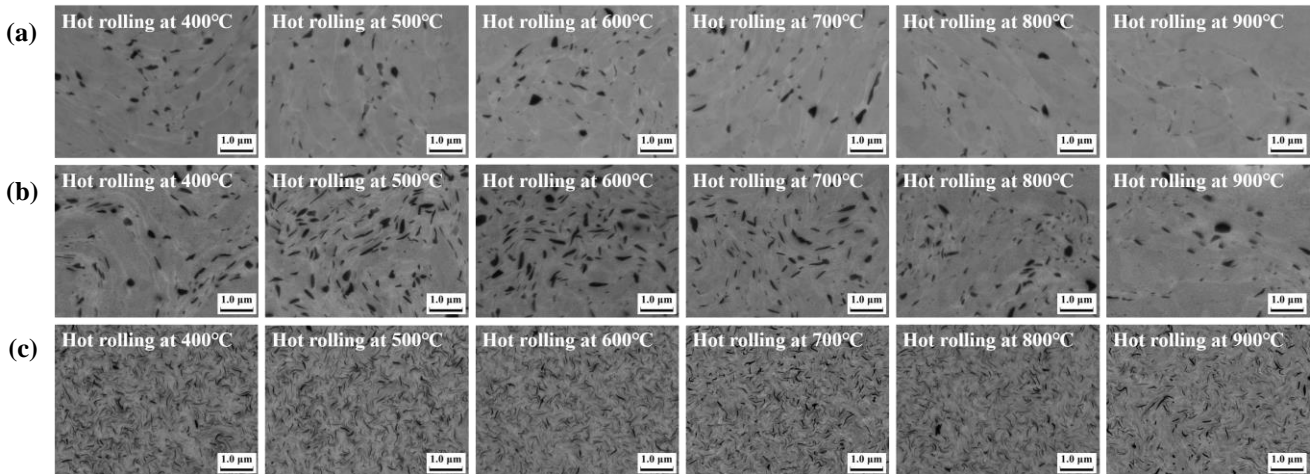 (a)
Hot rolling at 400℃
Hot rolling at 500℃
Hot rolling at 600℃
Hot rolling at 700℃
Hot rolling at 800℃
Hot rolling at 900℃
1.0 μm
1.0 μm
1.0 μm
1.0 μm
1.0 μm
1.0 μm
(b)
Hot rolling at 400℃
Hot rolling at 500℃
Hot rolling at 600℃
Hot rolling at 700℃
Hot rolling at 800℃
Hot rolling at 900℃
1.0 μm
1.0 μm
1.0 μm
1.0 μm
1.0 μm
1.0 μm
(c)
Hot rolling at 400℃
Hot rolling at 500℃
Hot rolling at 600℃
Hot rolling at 700℃
Hot rolling at 800℃
Hot rolling at 900℃
1.0 μm
1.0 μm
1.0 μm
1.0 μm
1.0 μm
1.0 μm